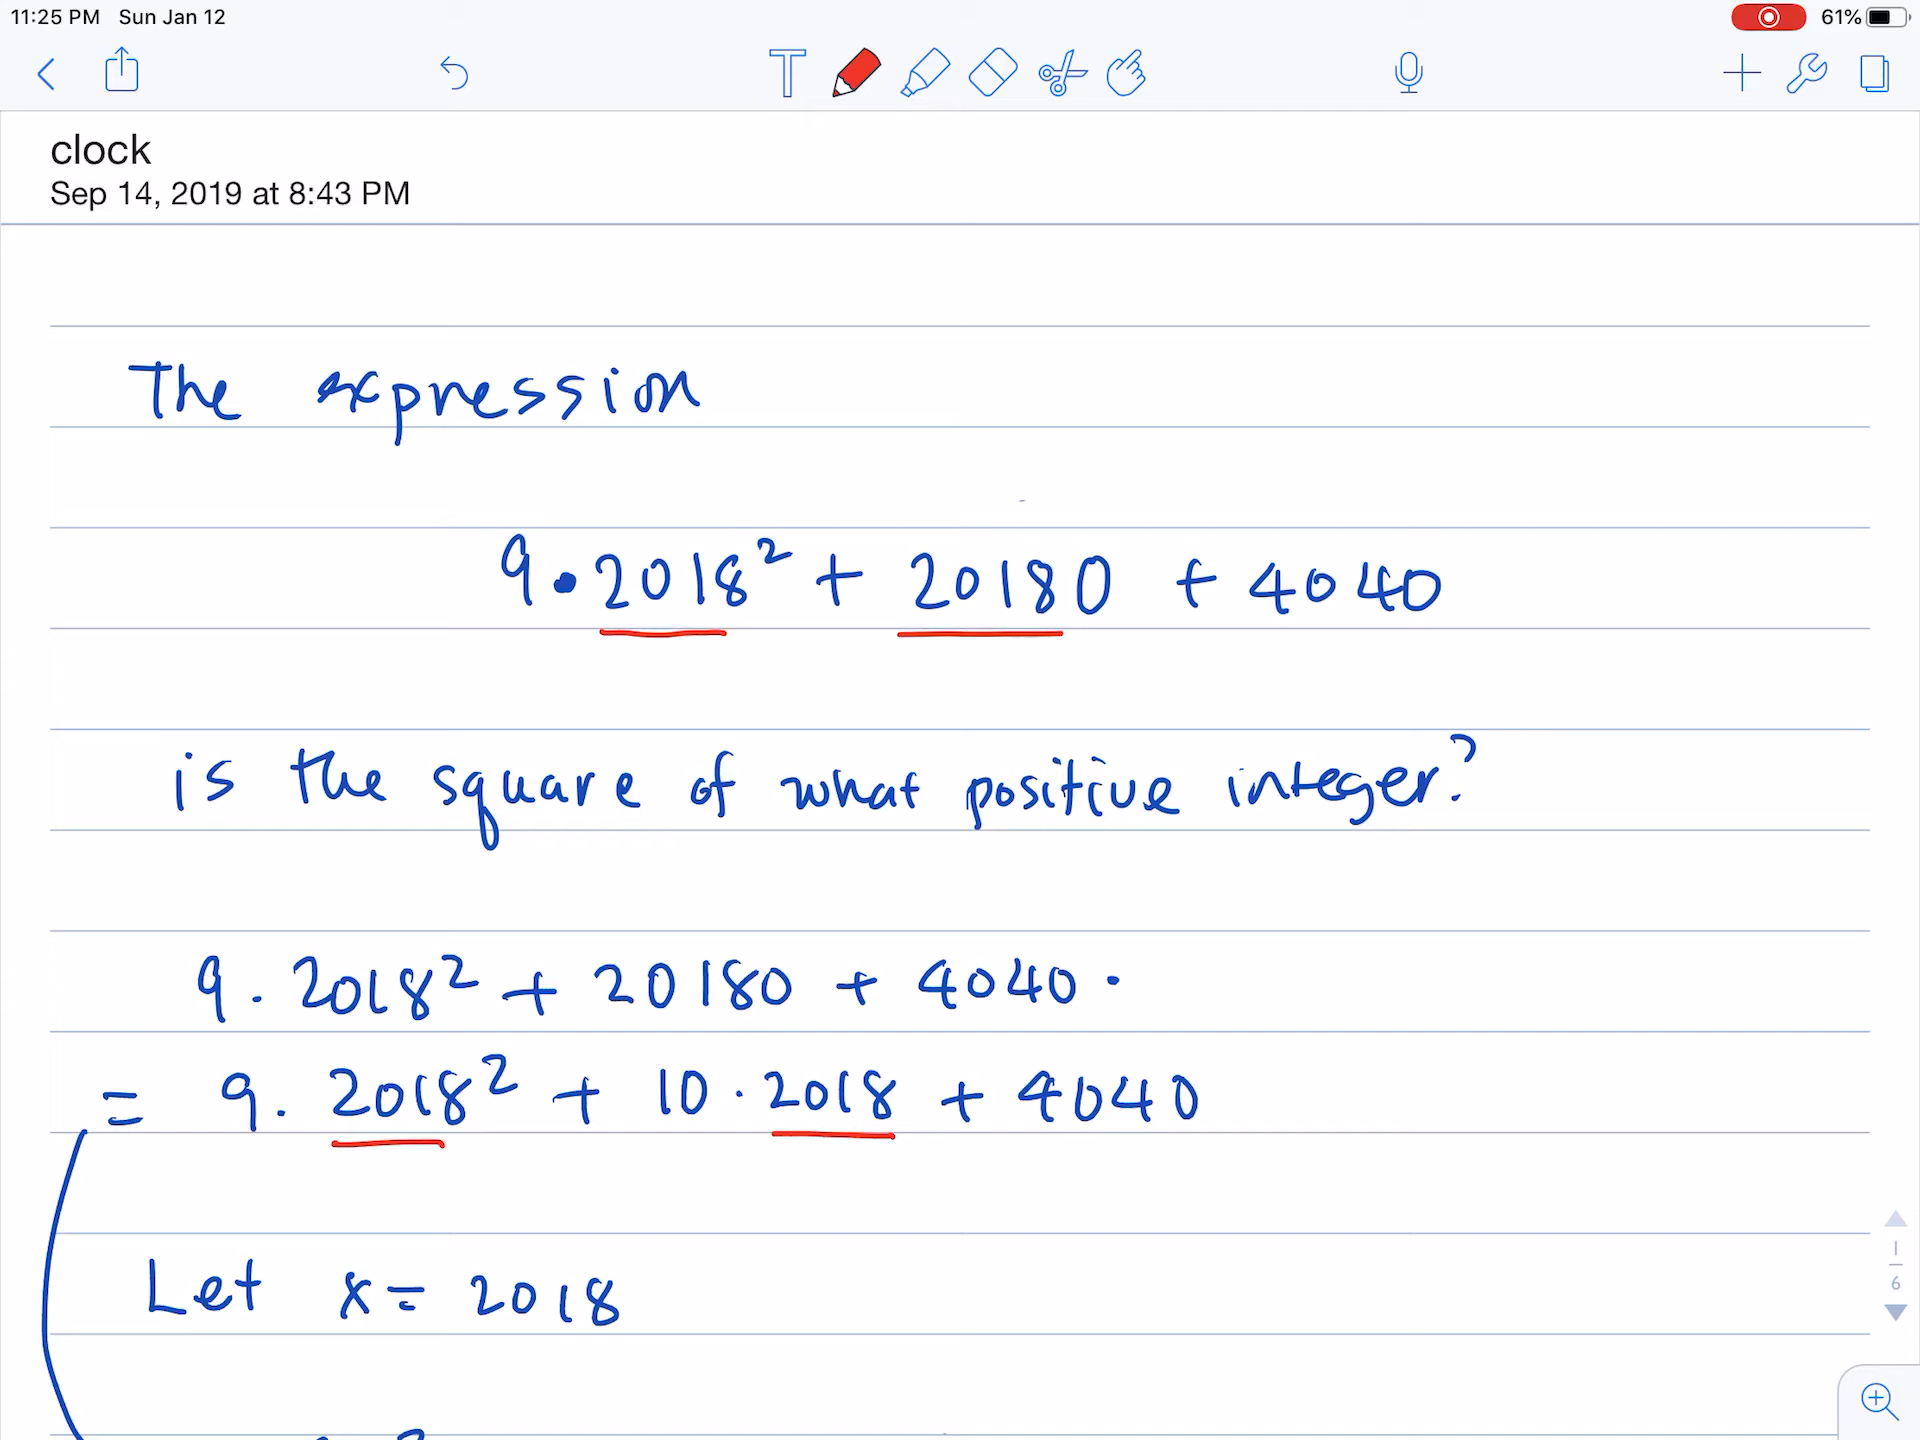 11:25 PM Sun Jan 12
61%
T
clock
Sep 14, 2019 at 8:43 PM
The expression
9•2018² + 20180 + 4040
is the square of what positive integer?
9.2018² + 20180 + 4040.
= 9.2018² + 10.2018 + 4040
Let x = 2018
1
6